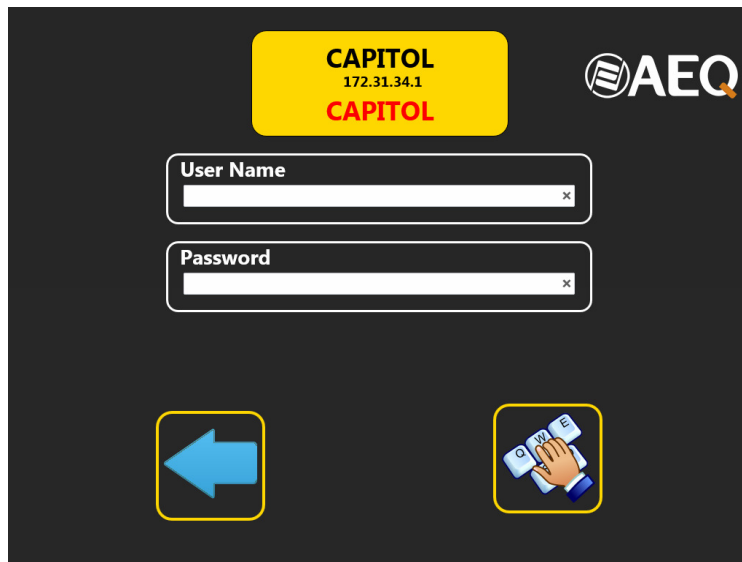 CAPITOL
172.31.34.1
CAPITOL
AEQ
User Name
×
Password
×
Q W E